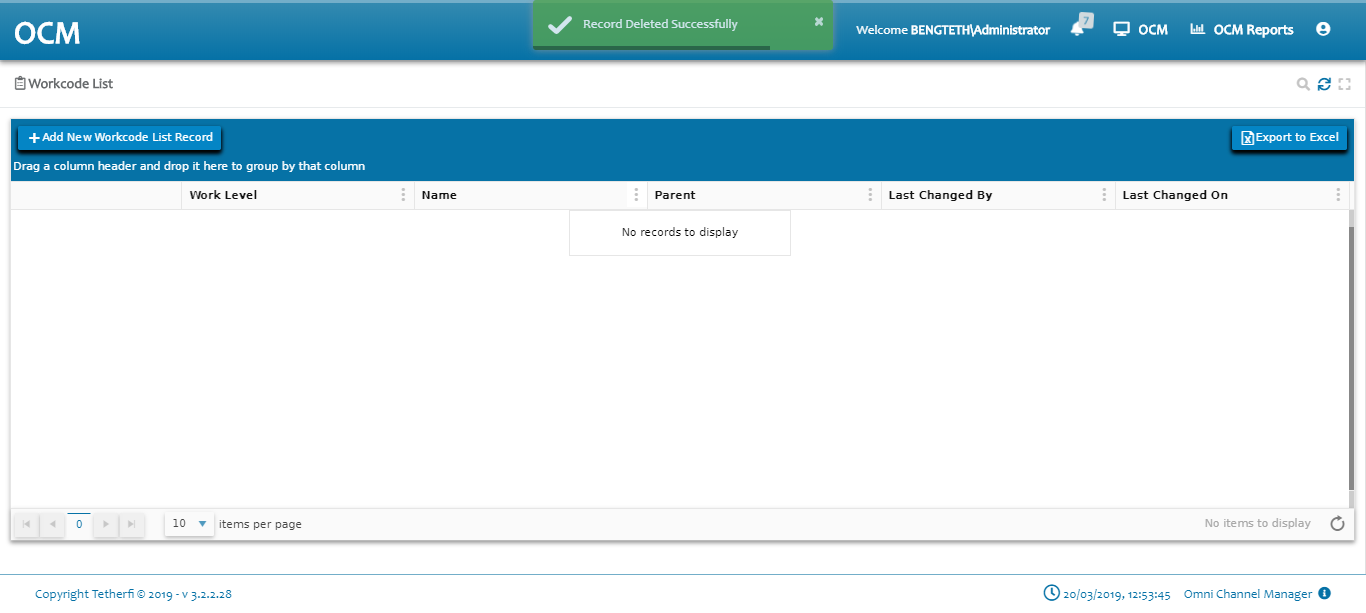 OCM
Record Deleted Successfully
Welcome BENGTETH\Administrator
7
OCM
OCM Reports
Workcode List
Add New Workcode List Record
Export to Excel
Drag a column header and drop it here to group by that column
Work Level
Name
Parent
Last Changed By
Last Changed On
No records to display
0
10
items per page
No items to display
Copyright Tetherfi © 2019 - v 3.2.2.28
20/03/2019, 12:53:45
Omni Channel Manager